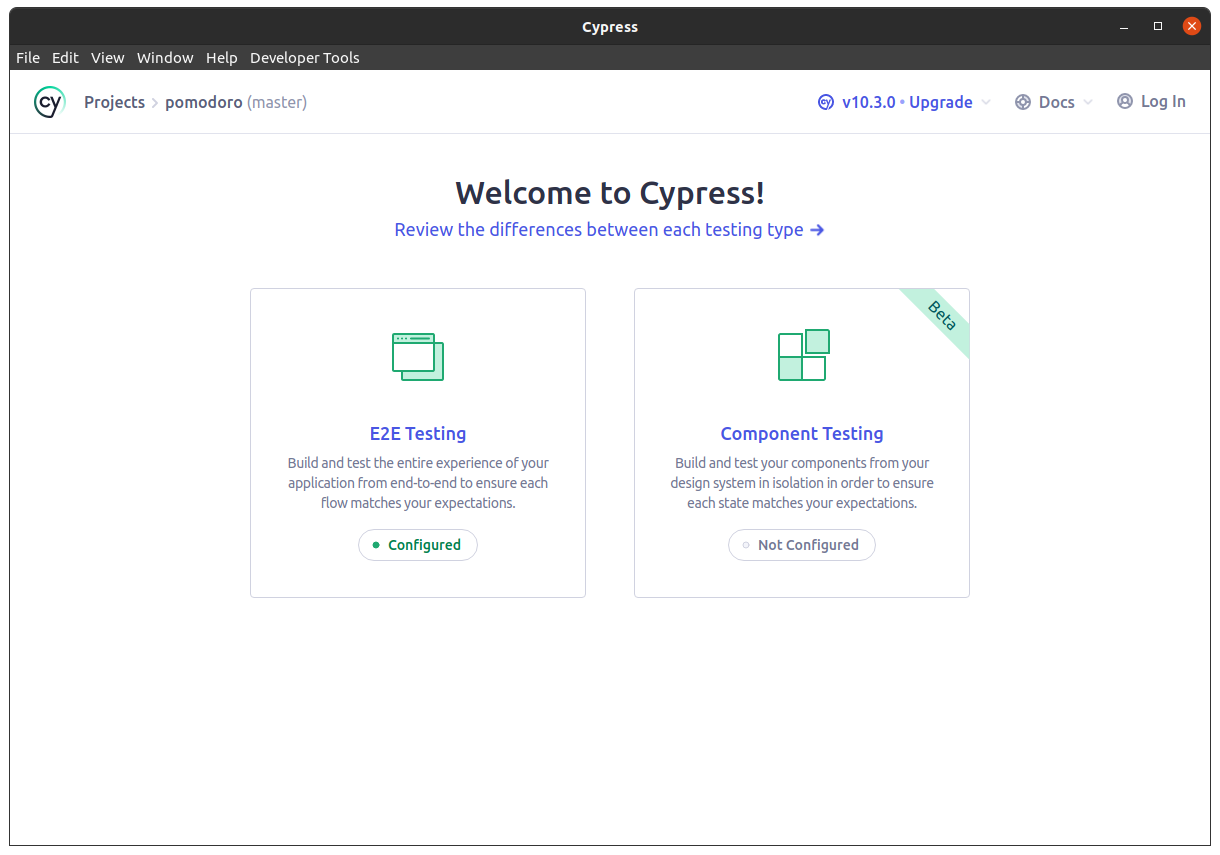 Cypress
File Edit View Window Help Developer Tools
cy Projects > pomodoro (master) cy v10.3.0 • Upgrade Docs Log In
Welcome to Cypress!
Review the differences between each testing type →
Beta
E2E Testing
Build and test the entire experience of your
application from end-to-end to ensure each
flow matches your expectations.
Configured
Component Testing
Build and test your components from your
design system in isolation in order to ensure
each state matches your expectations.
Not Configured